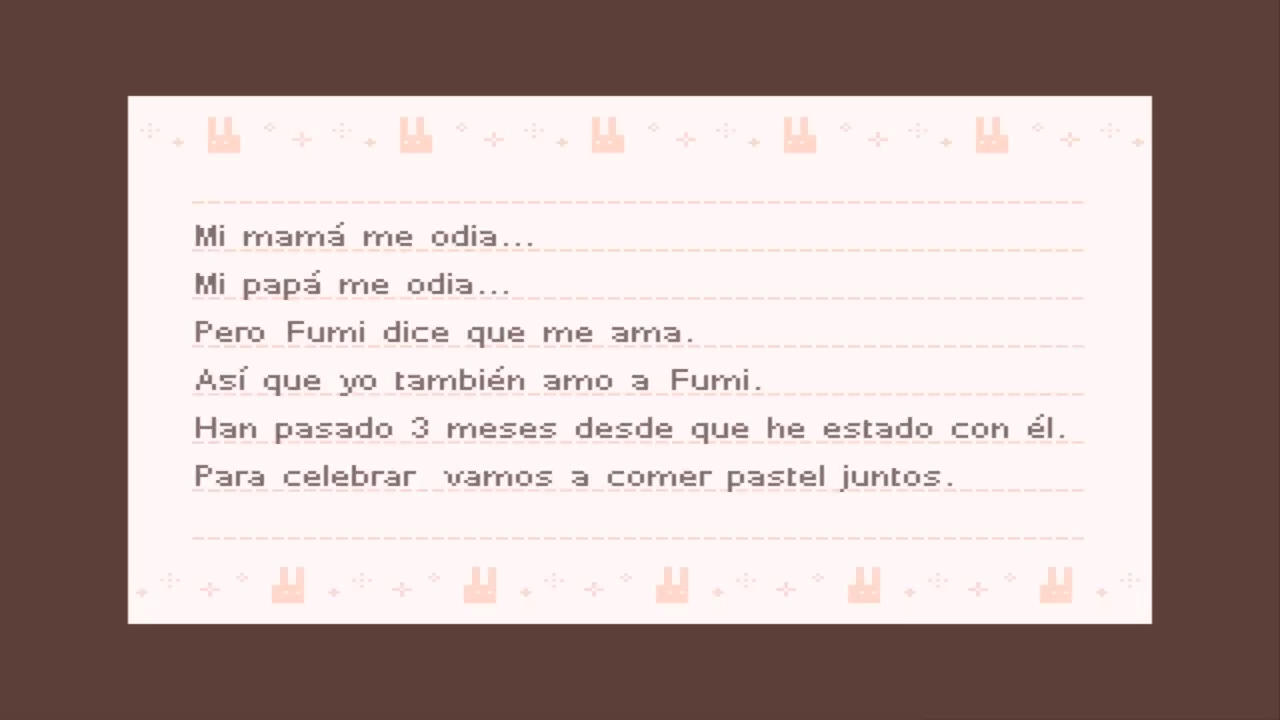 Mi mamá me odia...
Mi papá me odia...
Pero Fumi dice que me ama.
Así que yo también amo a Fumi.
Han pasado 3 meses desde que he estado con él.
Para celebrar vamos a comer pastel juntos.